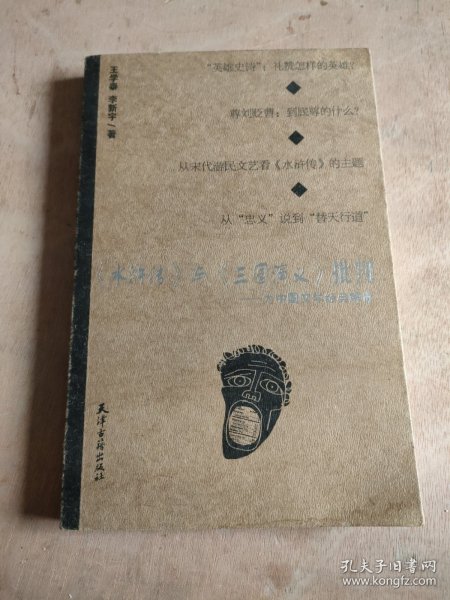 王学泰 李新宇/著
“英雄史诗”：礼赞怎样的英雄？
尊刘贬曹：到底尊的什么？
从宋代游民文艺看《水浒传》的主题
从“忠义”说到“替天行道”
《水浒传》与《三国演义》批判
——为中国文学经典解毒
天津古籍出版社
孔夫子旧书网
www.kongfz.com